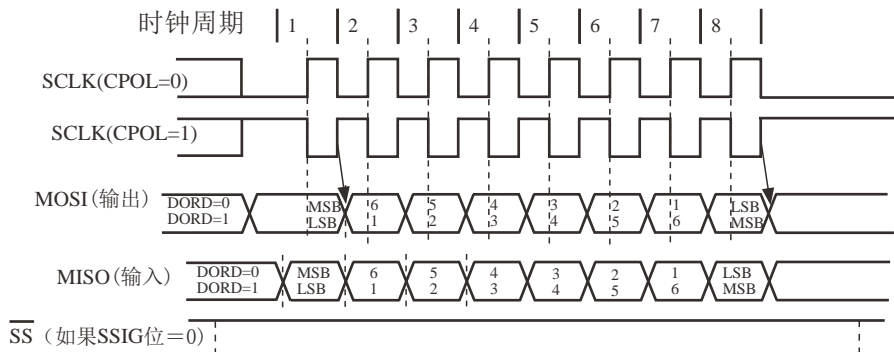 时钟周期 1 2 3 4 5 6 7 8
SCLK(CPOL=0)
SCLK(CPOL=1)
MOSI(输出) DORD=0 MSB 6 5 4 3 2 1 LSB
DORD=1 LSB 1 2 3 4 5 6 MSB
MISO(输入) DORD=0 MSB 6 5 4 3 2 1 LSB
DORD=1 LSB 1 2 3 4 5 6 MSB
SS(如果SSIG位=0)